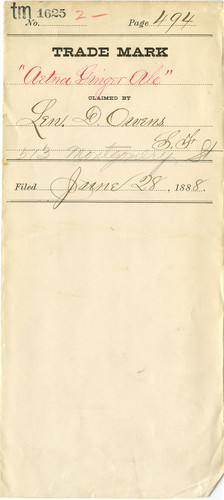 tm 1625 2-
No. Page 494
TRADE MARK
"Aetna Ginger Ale"
CLAIMED BY
Len. D. Owens
S. F.
513 Montgomery St
Filed June 28, 1888.